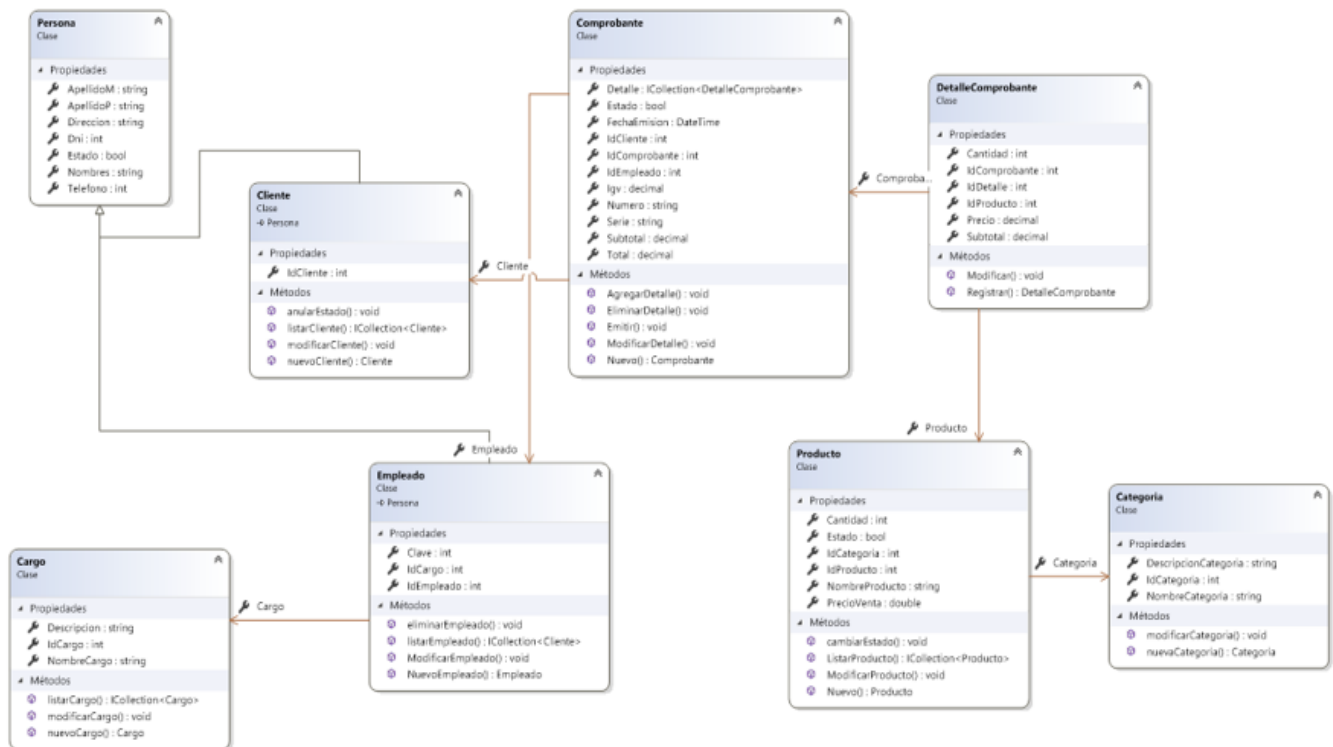 Persona
Clase
Propiedades
ApellidoM : string
ApellidoP : string
Direccion : string
Dni : int
Estado : bool
Nombres : string
Telefono : int
Cliente
Clase
Persona
Propiedades
IdCliente : int
Métodos
anularEstado() : void
listarCliente() : ICollection<Cliente>
modificarCliente() : void
nuevoCliente() : Cliente
Cliente
Comprobante
Clase
Propiedades
Detalle : ICollection<DetalleComprobante>
Estado : bool
FechaEmision : DateTime
IdCliente : int
IdComprobante : int
IdEmpleado : int
Igv : decimal
Numero : string
Serie : string
Subtotal : decimal
Total : decimal
Métodos
AgregarDetalle() : void
EliminarDetalle() : void
Emitir() : void
ModificarDetalle() : void
Nuevo() : Comprobante
Comproba...
DetalleComprobante
Clase
Propiedades
Cantidad : int
IdComprobante : int
IdDetalle : int
IdProducto : int
Precio : decimal
Subtotal : decimal
Métodos
Modificar() : void
Registrar() : DetalleComprobante
Empleado
Empleado
Clase
Persona
Propiedades
Clave : int
IdCargo : int
IdEmpleado : int
Métodos
eliminarEmpleado() : void
listarEmpleado() : ICollection<Cliente>
ModificarEmpleado() : void
NuevoEmpleado() : Empleado
Cargo
Cargo
Clase
Propiedades
Descripcion : string
IdCargo : int
NombreCargo : string
Métodos
listarCargo() : ICollection<Cargo>
modificarCargo() : void
nuevoCargo() : Cargo
Producto
Producto
Clase
Propiedades
Cantidad : int
Estado : bool
IdCategoria : int
IdProducto : int
NombreProducto : string
PrecioVenta : double
Métodos
cambiarEstado() : void
ListarProducto() : ICollection<Producto>
ModificarProducto() : void
Nuevo() : Producto
Categoria
Categoria
Clase
Propiedades
DescripcionCategoria : string
IdCategoria : int
NombreCategoria : string
Métodos
modificarCategoria() : void
nuevaCategoria() : Categoria